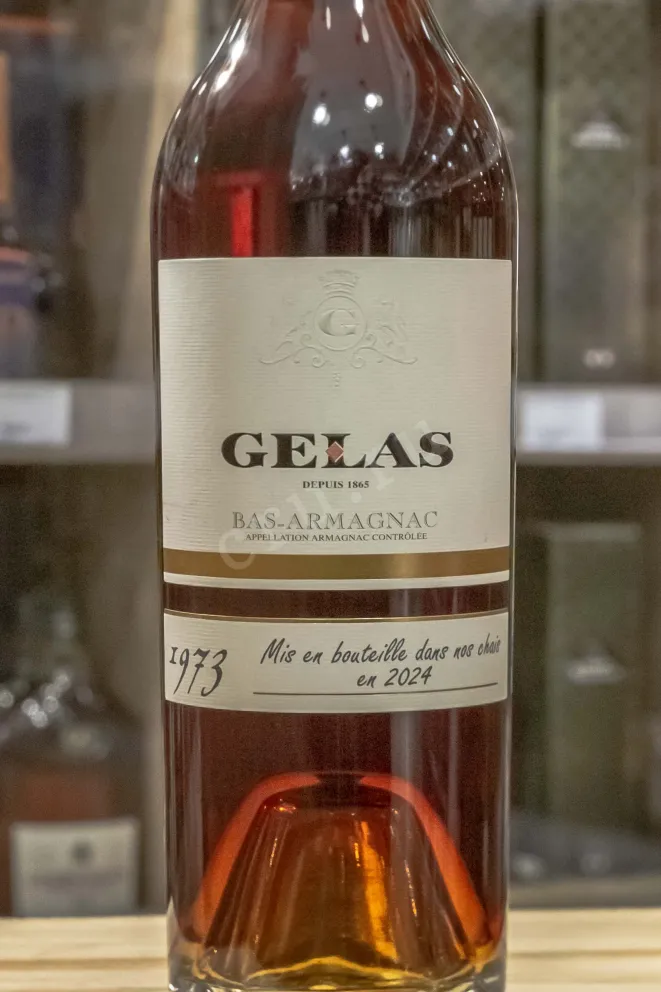 G
GELAS
DEPUIS 1865
BAS-ARMAGNAC
APPELLATION ARMAGNAC CONTRÔLÉE
1973
Mis en bouteille dans nos chais
en 2024